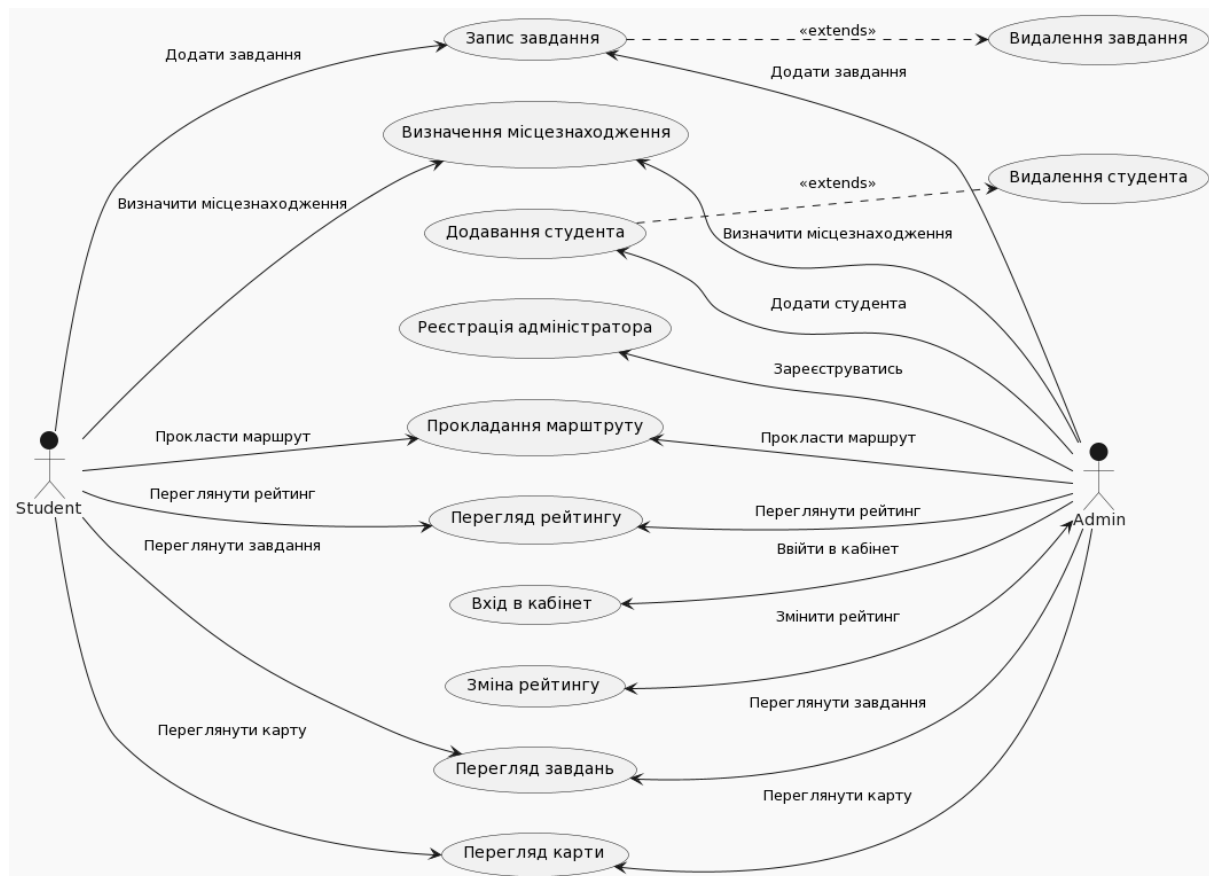 Запис завдання
«extends»
Видалення завдання
Додати завдання
Додати завдання
Визначення місцезнаходження
Видалення студента
«extends»
Визначити місцезнаходження
Додавання студента
Визначити місцезнаходження
Додати студента
Реєстрація адміністратора
Зареєструватись
Прокласти маршрут
Прокладання марштруту
Прокласти маршрут
Student
Переглянути рейтинг
Перегляд рейтингу
Переглянути рейтинг
Admin
Переглянути завдання
Ввійти в кабінет
Вхід в кабінет
Змінити рейтинг
Зміна рейтингу
Переглянути завдання
Переглянути карту
Перегляд завдань
Переглянути карту
Перегляд карти